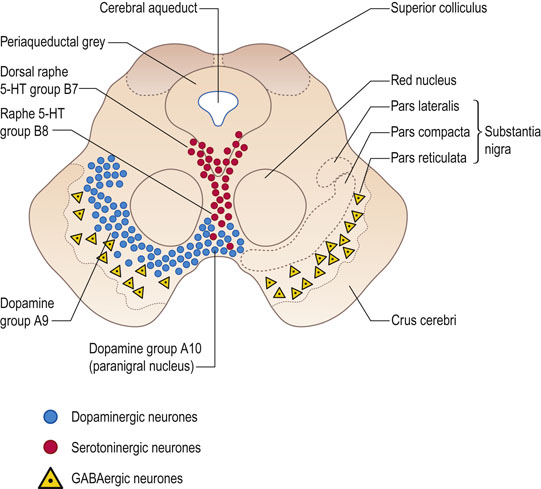 Cerebral aqueduct
Superior colliculus
Periaqueductal grey
Dorsal raphe
5-HT group B7
Raphe 5-HT
group B8
Red nucleus
Pars lateralis
Pars compacta
Pars reticulata
Substantia
nigra
Dopamine
group A9
Crus cerebri
Dopamine group A10
(paranigral nucleus)
Dopaminergic neurones
Serotoninergic neurones
GABAergic neurones